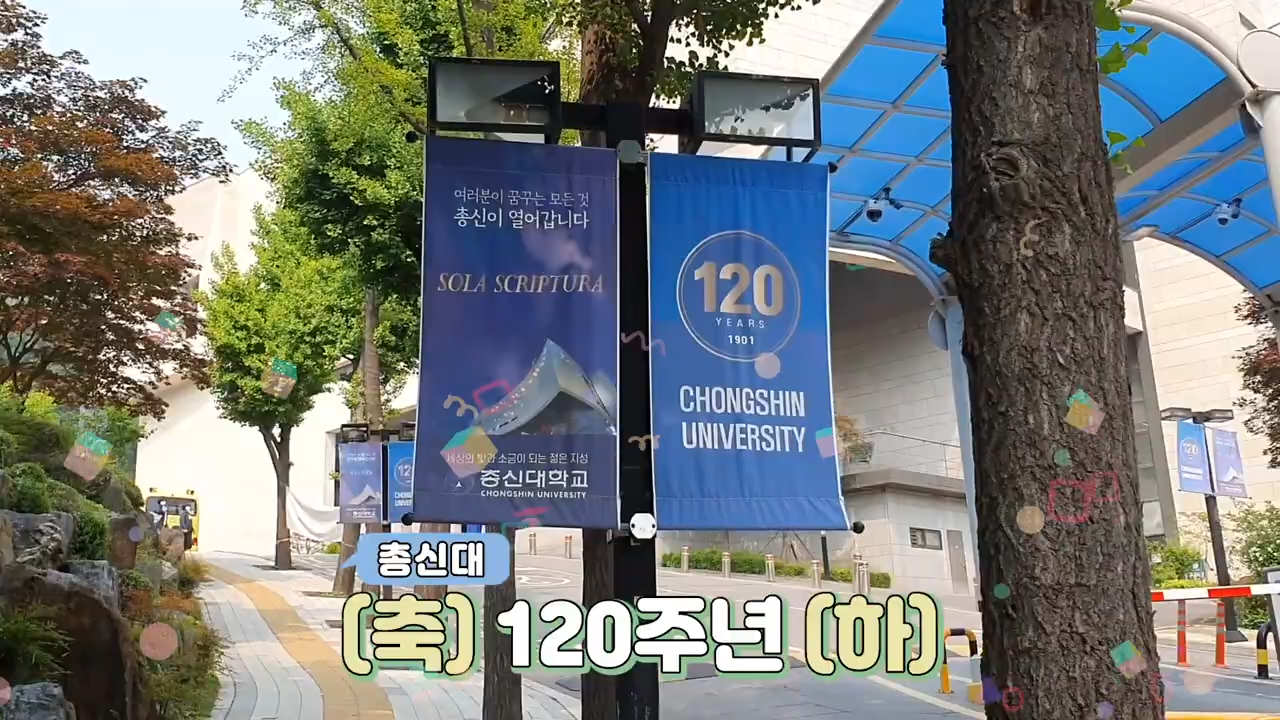 여러분이 꿈꾸는 모든 것
총신이 열어갑니다
SOLA SCRIPTURA
세상의 빛과 소금이 되는 젊은 지성
총신대학교
CHONGSHIN UNIVERSITY
120
YEARS
1901
CHONGSHIN
UNIVERSITY
총신대
(축) 120주년 (하)